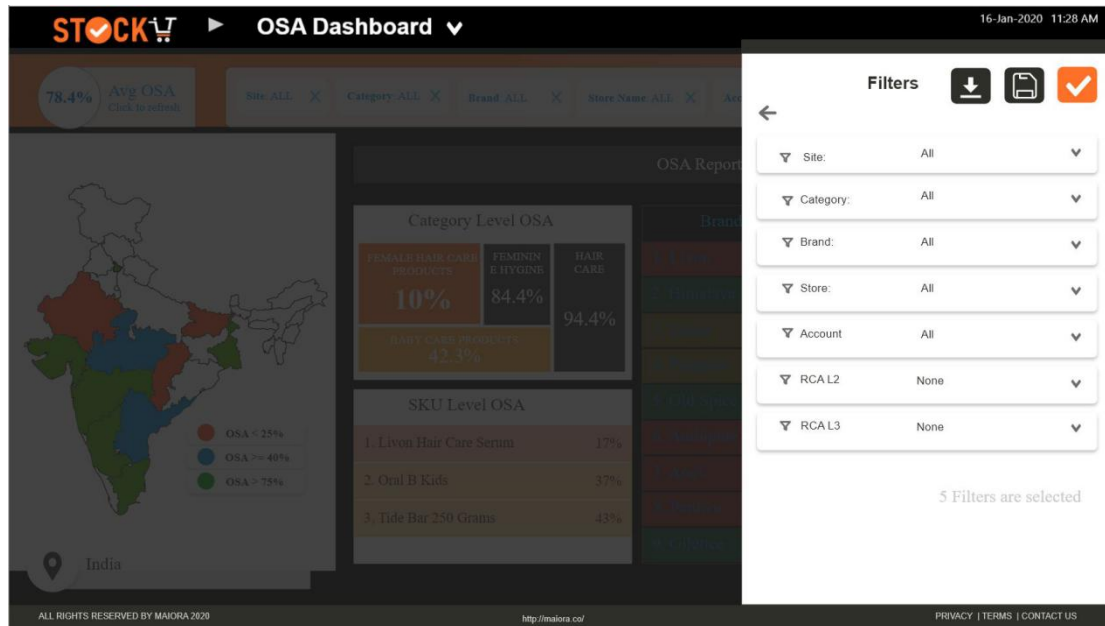 STOCK
OSA Dashboard
16-Jan-2020 11:28 AM
78.4%
Avg OSA
Click to refresh
Site: ALL X
Category: ALL X
Brand: ALL X
Store Name: ALL X
Filters
Site: All
Category: All
Brand: All
Store: All
Account All
RCA L2 None
RCA L3 None
5 Filters are selected
OSA Report
Category Level OSA
FEMALE HAIR CARE
PRODUCTS
10%
FEMININ
E HYGINE
84.4%
HAIR
CARE
94.4%
BABY CARE PRODUCTS
42.3%
SKU Level OSA
1. Livon Hair Care Serum 17%
2. Oral B Kids 37%
3. Tide Bar 250 Grams 43%
Brand
OSA < 25%
OSA >= 40%
OSA > 75%
India
ALL RIGHTS RESERVED BY MAIORA 2020
http://maiora.co/
PRIVACY | TERMS | CONTACT US